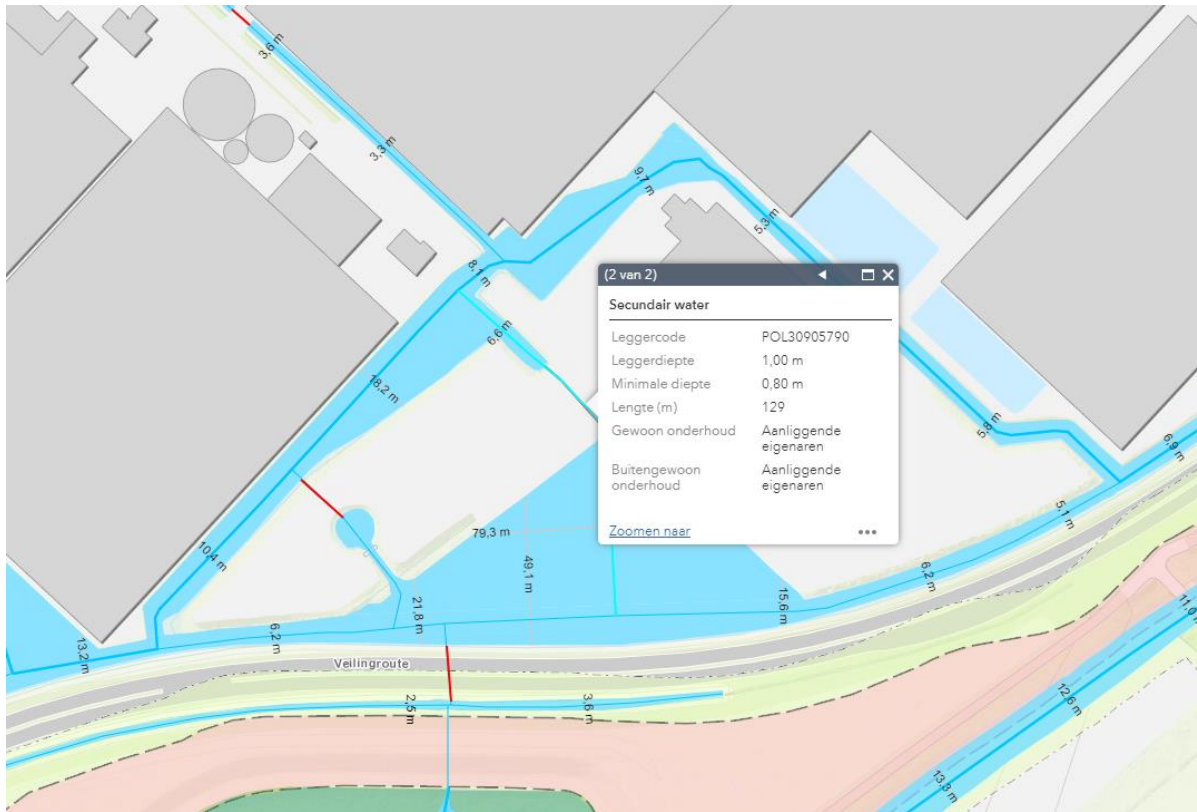 3,6 m
3,3 m
9,7 m
5,3 m
8,1 m
(2 van 2)
Secundair water
Leggercode POL30905790
Leggerdiepte 1,00 m
Minimale diepte 0,80 m
Lengte (m) 129
Gewoon onderhoud Aanliggende
eigenaren
Buitengewoon Aanliggende
onderhoud eigenaren
Zoomen naar
6,6 m
18,2 m
5,8 m
6,9 m
79,3 m
49,1 m
5,1 m
10,4 m
6,2 m
15,6 m
21,8 m
6,2 m
13,2 m
11,0 m
Veilingroute
2,5 m
3,6 m
12,6 m
13,3 m